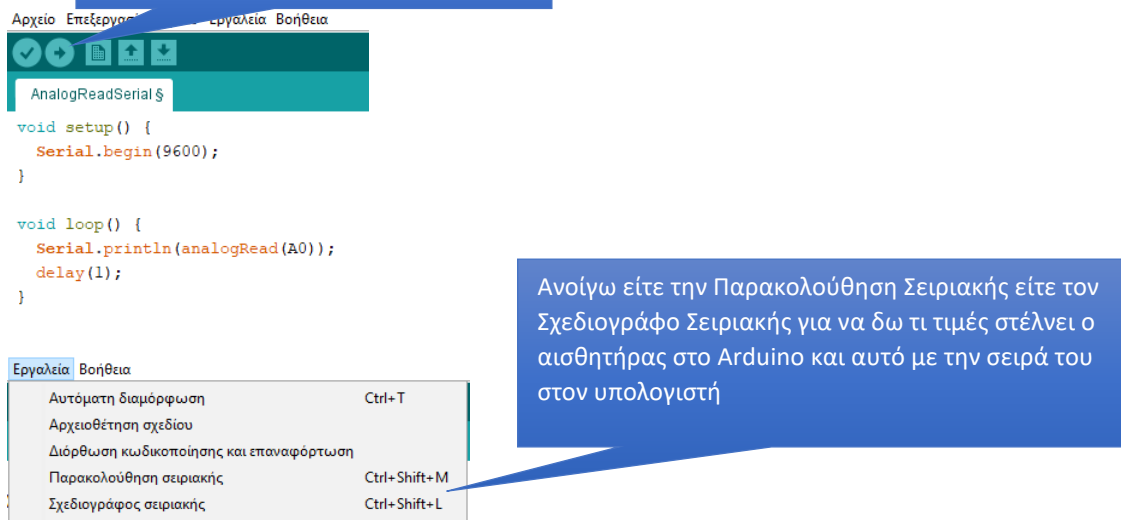 Αρχείο Επεξεργασ Εργαλεία Βοήθεια
AnalogReadSerial §
void setup() {
Serial.begin(9600);
}
void loop() {
Serial.println(analogRead(A0));
delay(1);
}
Ανοίγω είτε την Παρακολούθηση Σειριακής είτε τον
Σχεδιογράφο Σειριακής για να δω τι τιμές στέλνει ο
αισθητήρας στο Arduino και αυτό με την σειρά του
στον υπολογιστή
Εργαλεία Βοήθεια
Αυτόματη διαμόρφωση Ctrl+T
Αρχειοθέτηση σχεδίου
Διόρθωση κωδικοποίησης και επαναφόρτωση
Παρακολούθηση σειριακής Ctrl+Shift+M
Σχεδιογράφος σειριακής Ctrl+Shift+L